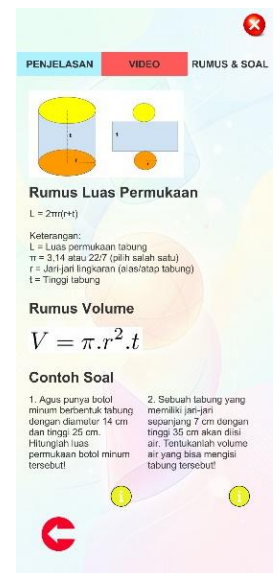 PENJELASAN VIDEO RUMUS & SOAL
t
r
t
Rumus Luas Permukaan
L = 2πr(r+t)
Keterangan:
L = Luas permukaan tabung
π = 3,14 atau 22/7 (pilih salah satu)
r = Jari-jari lingkaran (alas/atap tabung)
t = Tinggi tabung
Rumus Volume
V = π.r².t
Contoh Soal
1. Agus punya botol
minum berbentuk tabung
dengan diameter 14 cm
dan tinggi 25 cm.
Hitunglah luas
permukaan botol minum
tersebut!
2. Sebuah tabung yang
memiliki jari-jari
sepanjang 7 cm dengan
tinggi 35 cm akan diisi
air. Tentukanlah volume
air yang bisa mengisi
tabung tersebut!
i
i